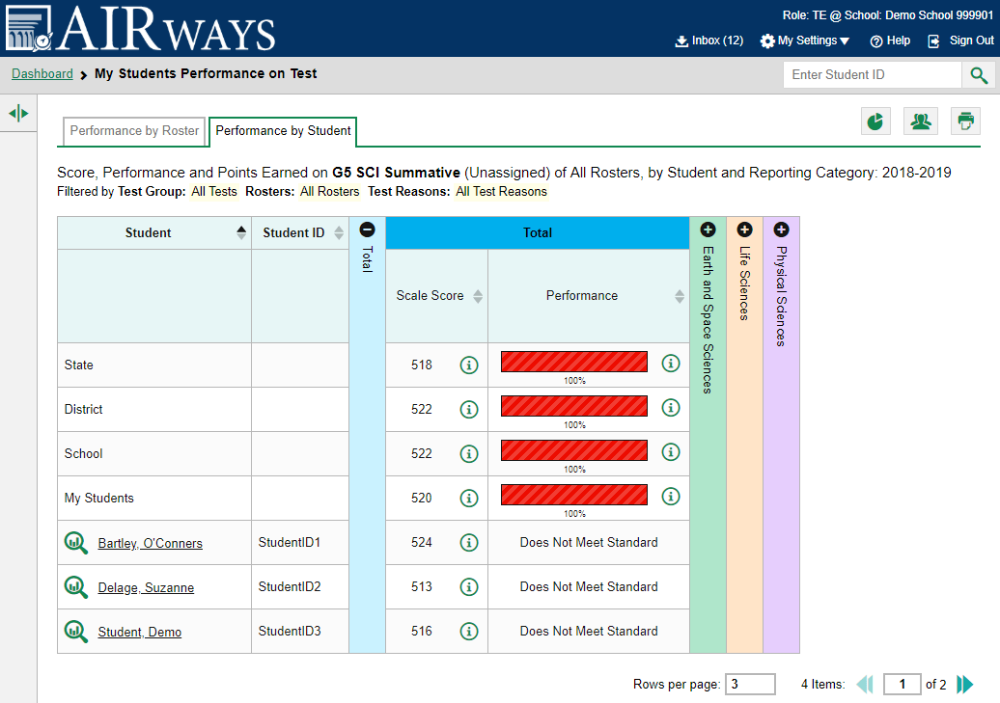 AIRWAYS
Role: TE @ School: Demo School 999901
Inbox (12) My Settings Help Sign Out
Dashboard My Students Performance on Test
Enter Student ID
Performance by Roster Performance by Student
Score, Performance and Points Earned on G5 SCI Summative (Unassigned) of All Rosters, by Student and Reporting Category: 2018-2019
Filtered by Test Group: All Tests Rosters: All Rosters Test Reasons: All Test Reasons
Student Student ID Total Total Earth and Space Sciences Life Sciences Physical Sciences
Scale Score Performance
State 518 100%
District 522 100%
School 522 100%
My Students 520 100%
Bartley, O'Conners StudentID1 524 Does Not Meet Standard
Delage, Suzanne StudentID2 513 Does Not Meet Standard
Student, Demo StudentID3 516 Does Not Meet Standard
Rows per page: 3 4 Items: 1 of 2